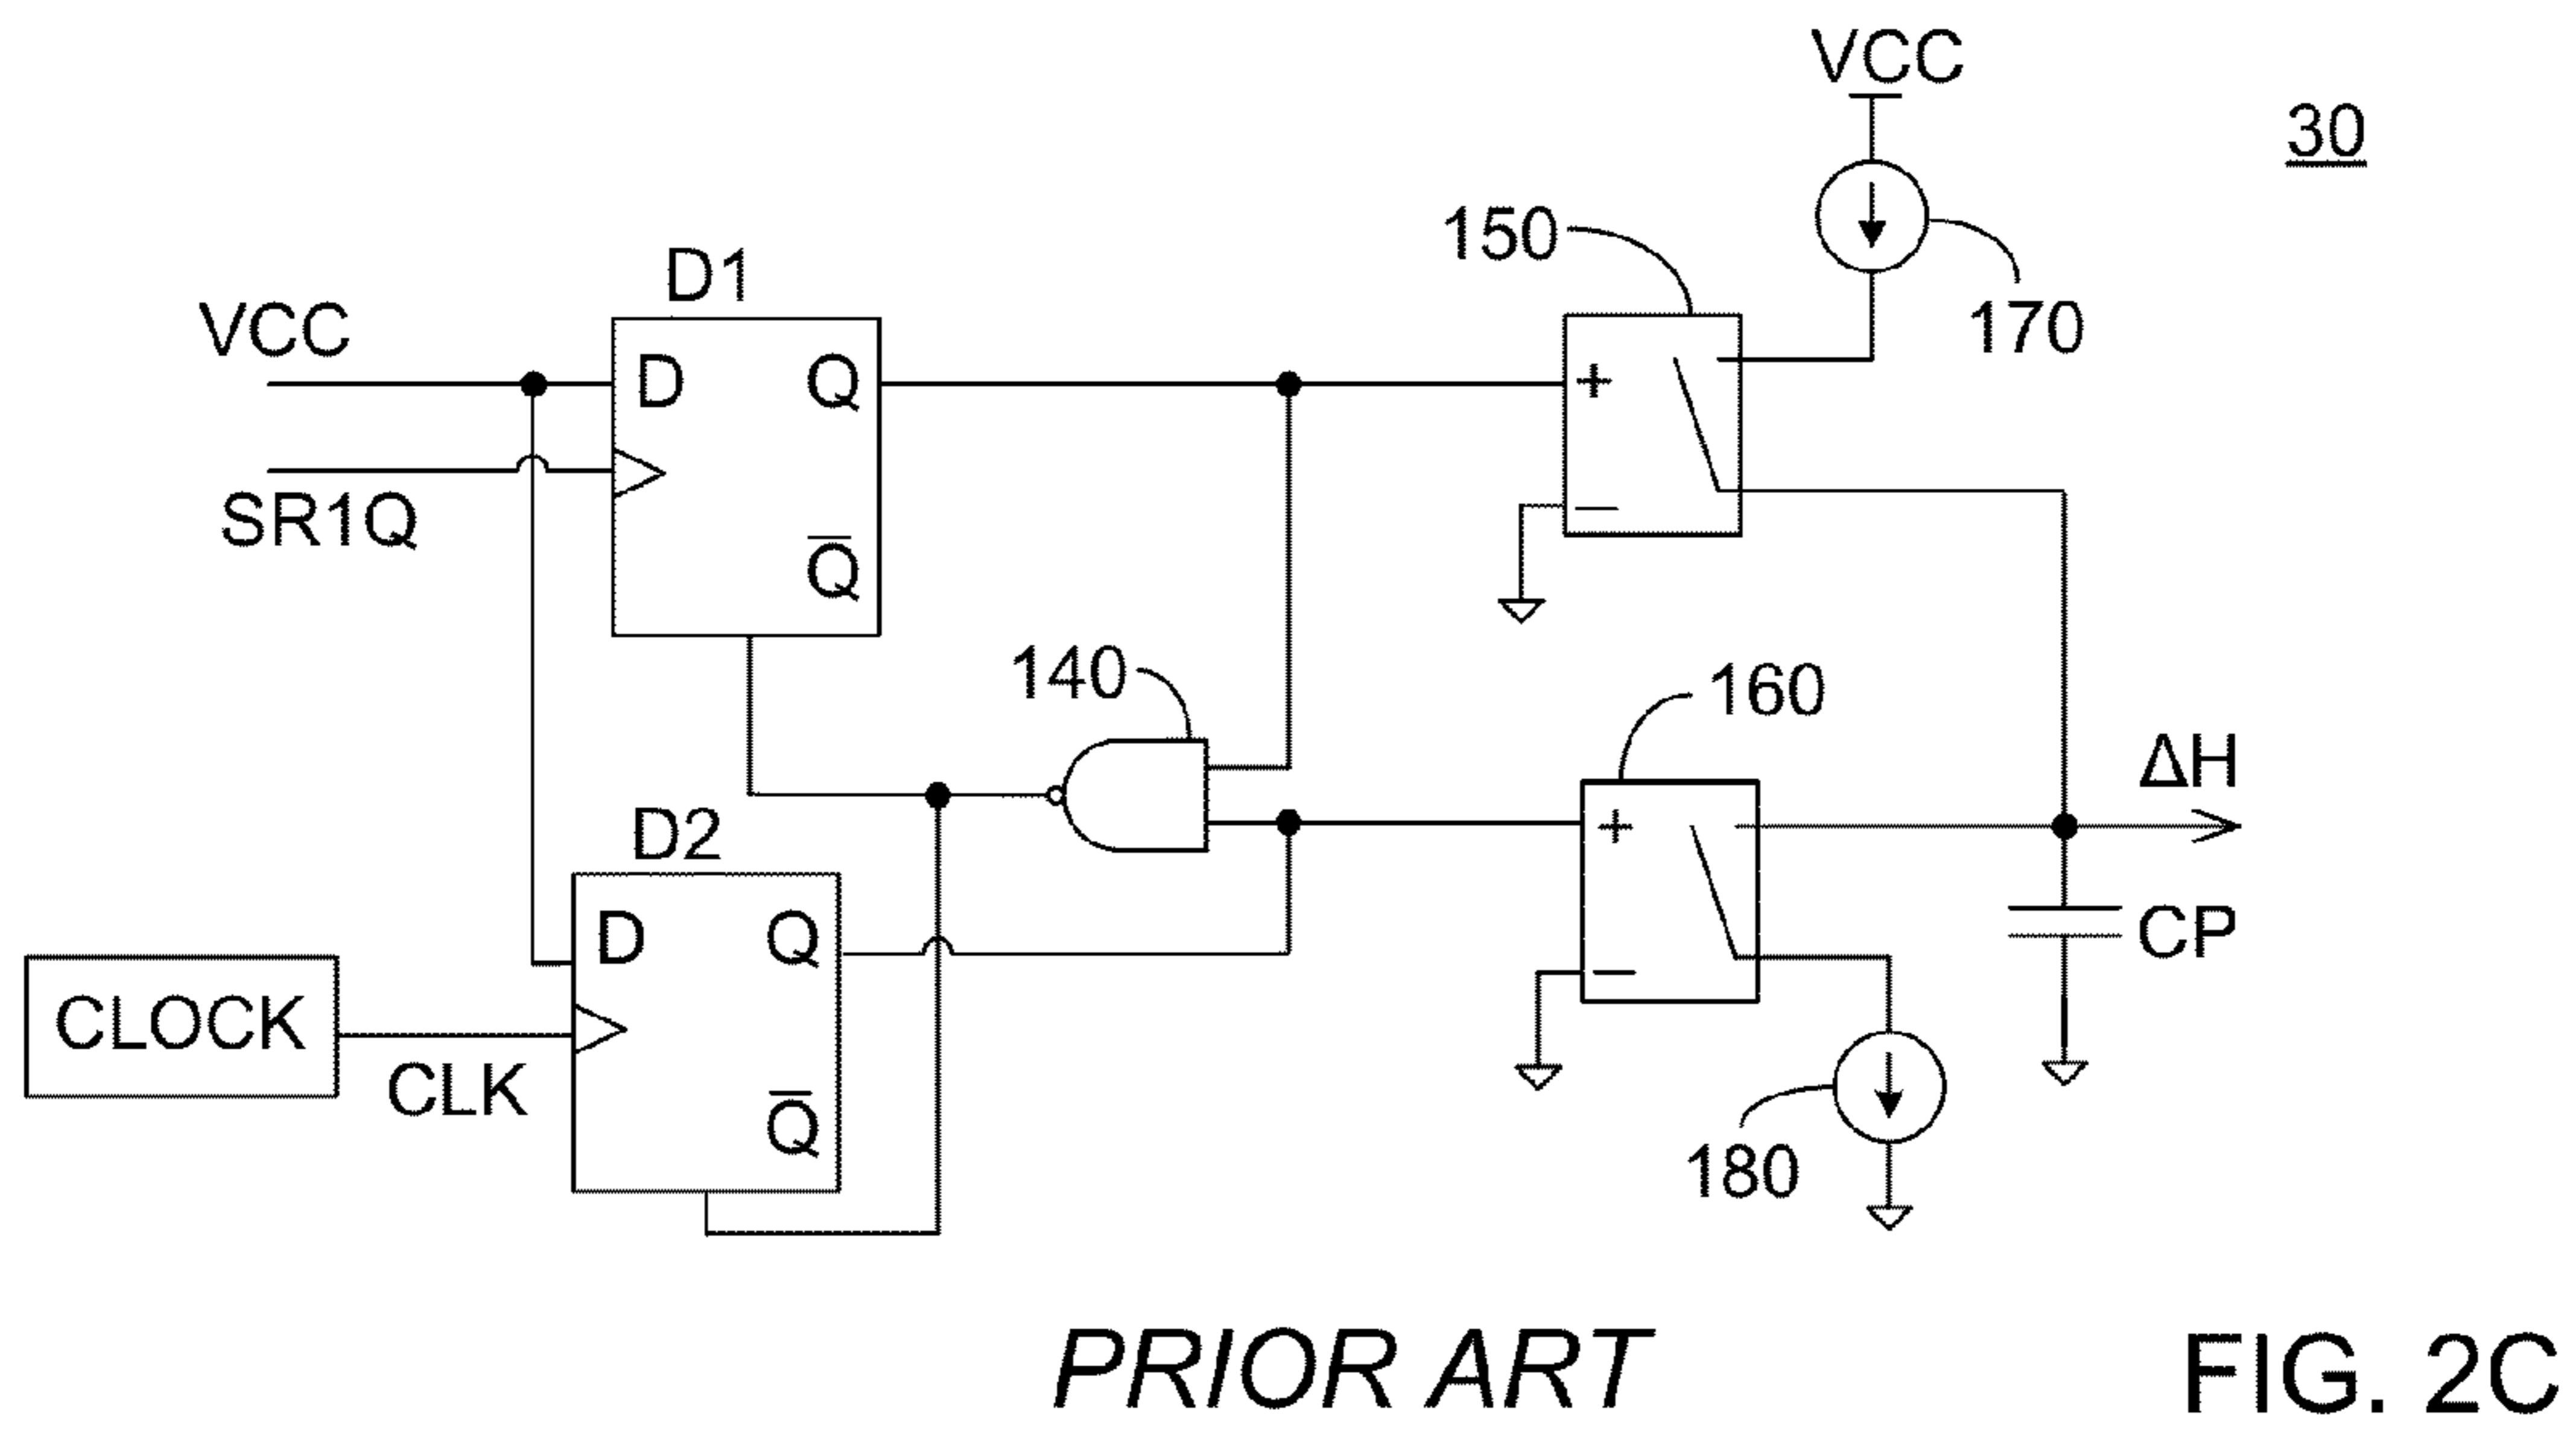 VCC
30
150
170
D1
VCC
D
Q
+
SR1Q
Q̅
−
140
160
ΔH
D2
+
D
Q
CP
CLOCK
−
CLK
Q̅
180
PRIOR ART
FIG. 2C